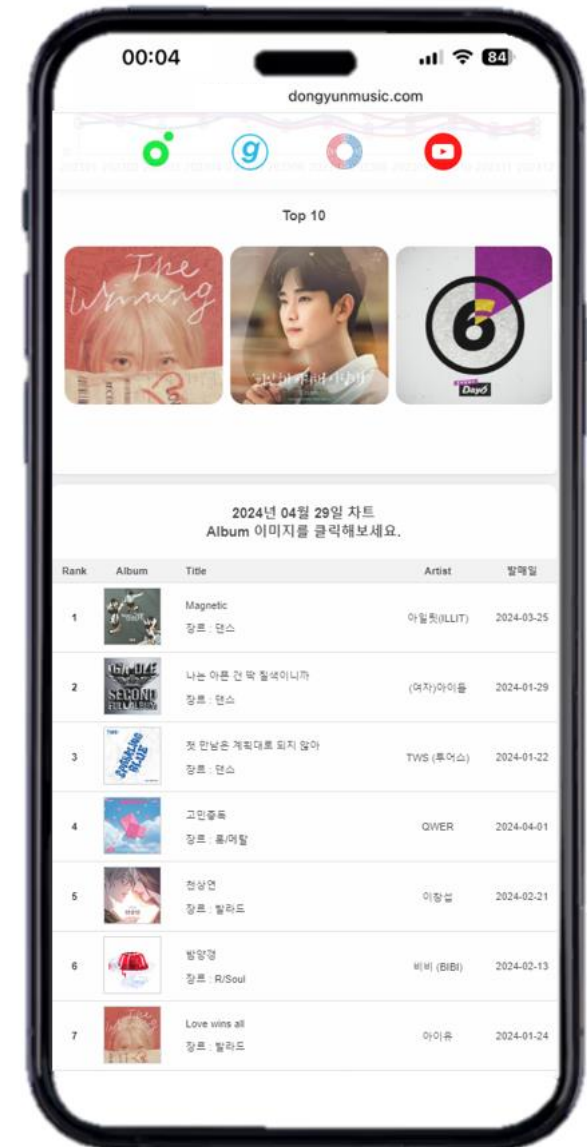 00:04
84
dongyunmusic.com
g
Top 10
The Winning
6
Day6
2024년 04월 29일 차트
Album 이미지를 클릭해보세요.
Rank Album Title Artist 발매일
1 Magnetic 아일릿(ILLIT) 2024-03-25
장르 : 댄스
2 나는 아픈 건 딱 질색이니까 (여자)아이들 2024-01-29
장르 : 댄스
3 첫 만남은 계획대로 되지 않아 TWS (투어스) 2024-01-22
장르 : 댄스
SPARKLING BLUE
4 고민중독 QWER 2024-04-01
장르 : 록/메탈
5 천상연 이창섭 2024-02-21
장르 : 발라드
6 밤양갱 비비 (BIBI) 2024-02-13
장르 : R/Soul
7 Love wins all 아이유 2024-01-24
장르 : 발라드